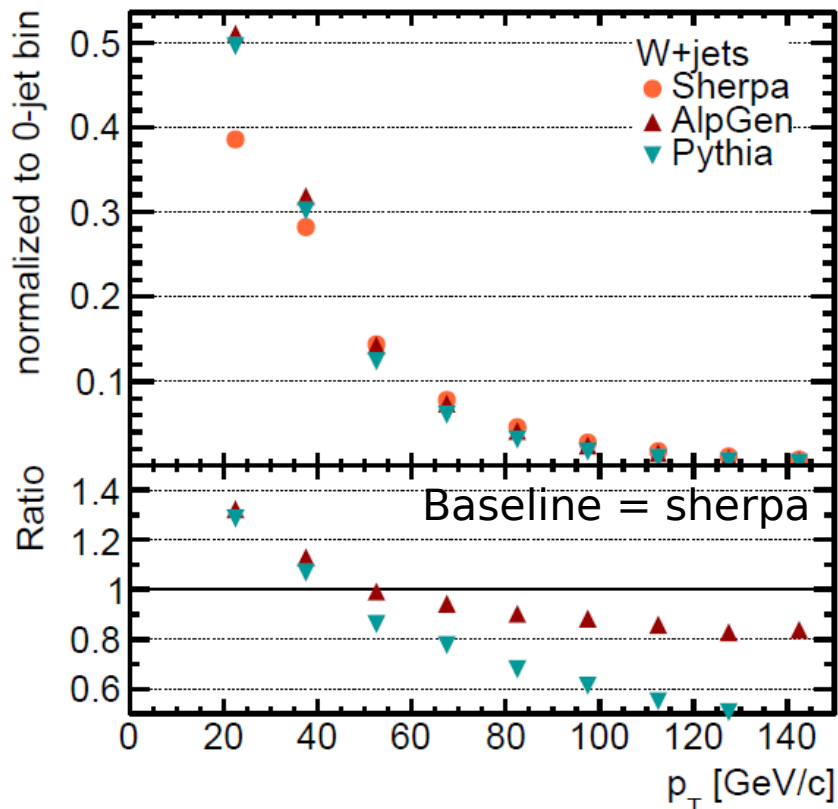 normalized to 0-jet bin
0.5
0.4
0.3
0.2
0.1
W+jets
Sherpa
AlpGen
Pythia
Ratio
1.4
1.2
1
0.8
0.6
Baseline = sherpa
0 20 40 60 80 100 120 140
p_T [GeV/c]